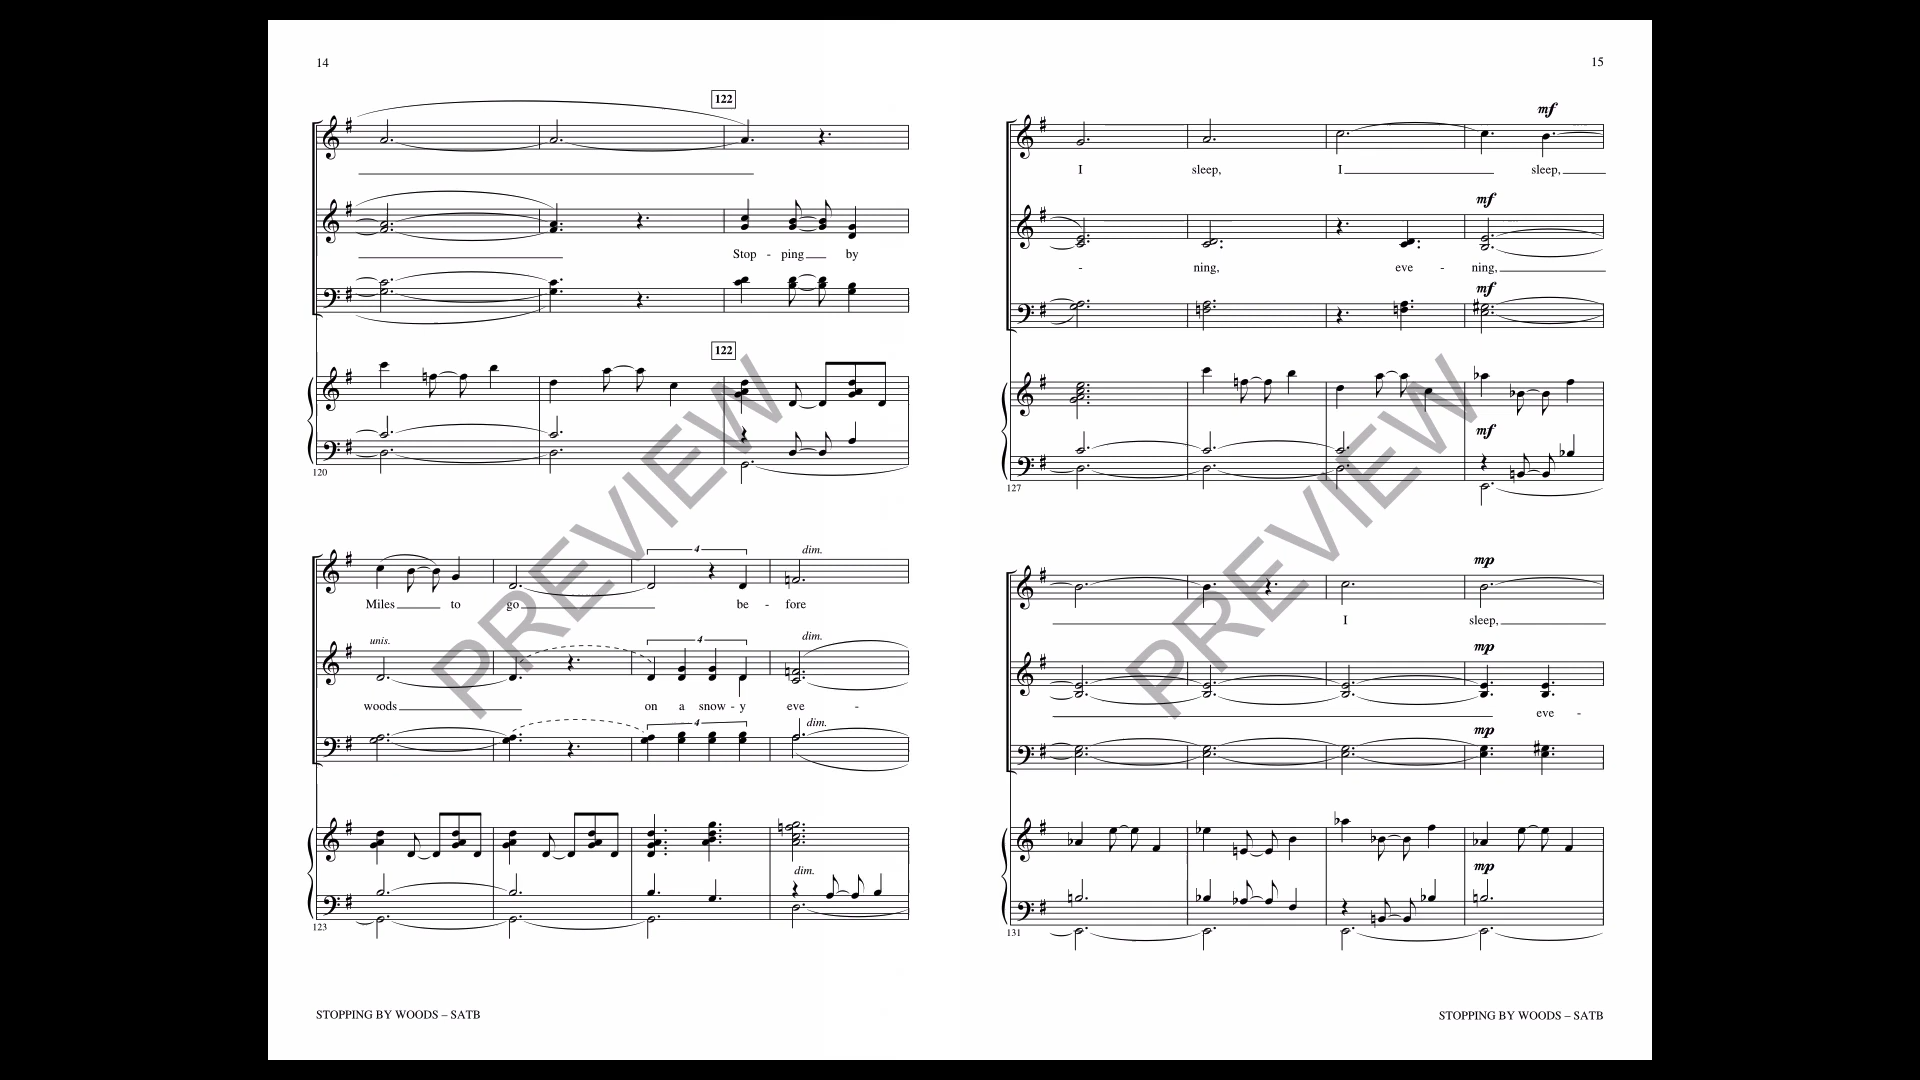 14
122
Stop - ping by
122
120
4
dim.
Miles to go be - fore
unis.
4
dim.
woods on a snow - y eve -
4
dim.
dim.
123
STOPPING BY WOODS – SATB
PREVIEW
15
mf
I sleep, I sleep,
mf
- ning, eve - ning,
mf
mf
127
mp
I sleep,
mp
eve -
mp
mp
131
STOPPING BY WOODS – SATB
PREVIEW